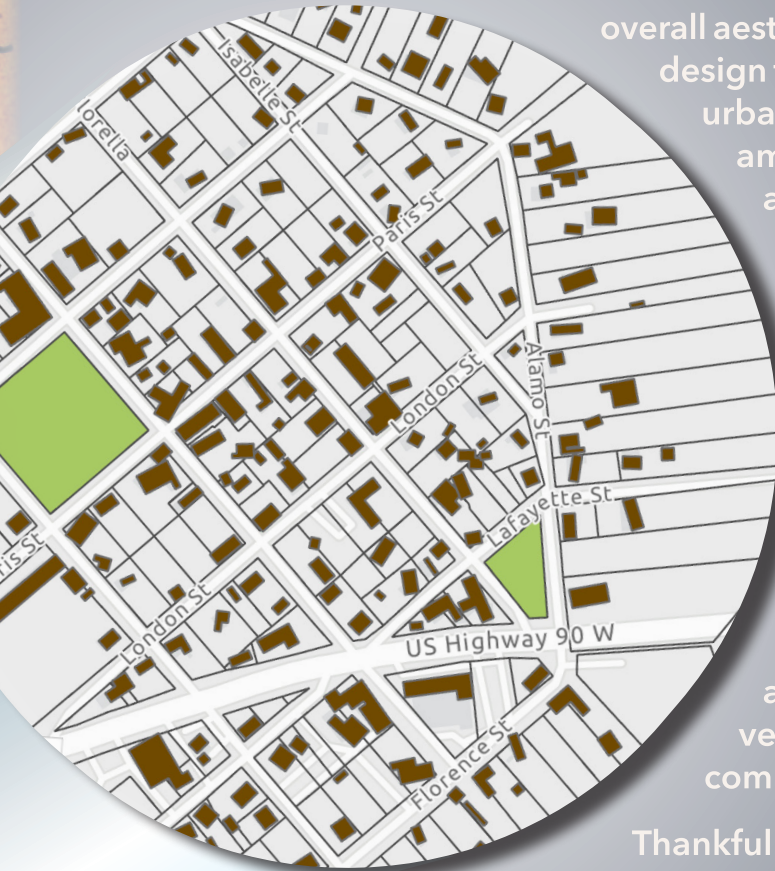 overall aest
design
urba
am
a
Isabelle St
lorella
Paris St
Alamo St
London St
Lafayette St
ris St
London St
US Highway 90 W
Florence St
a
ve
com
Thankful